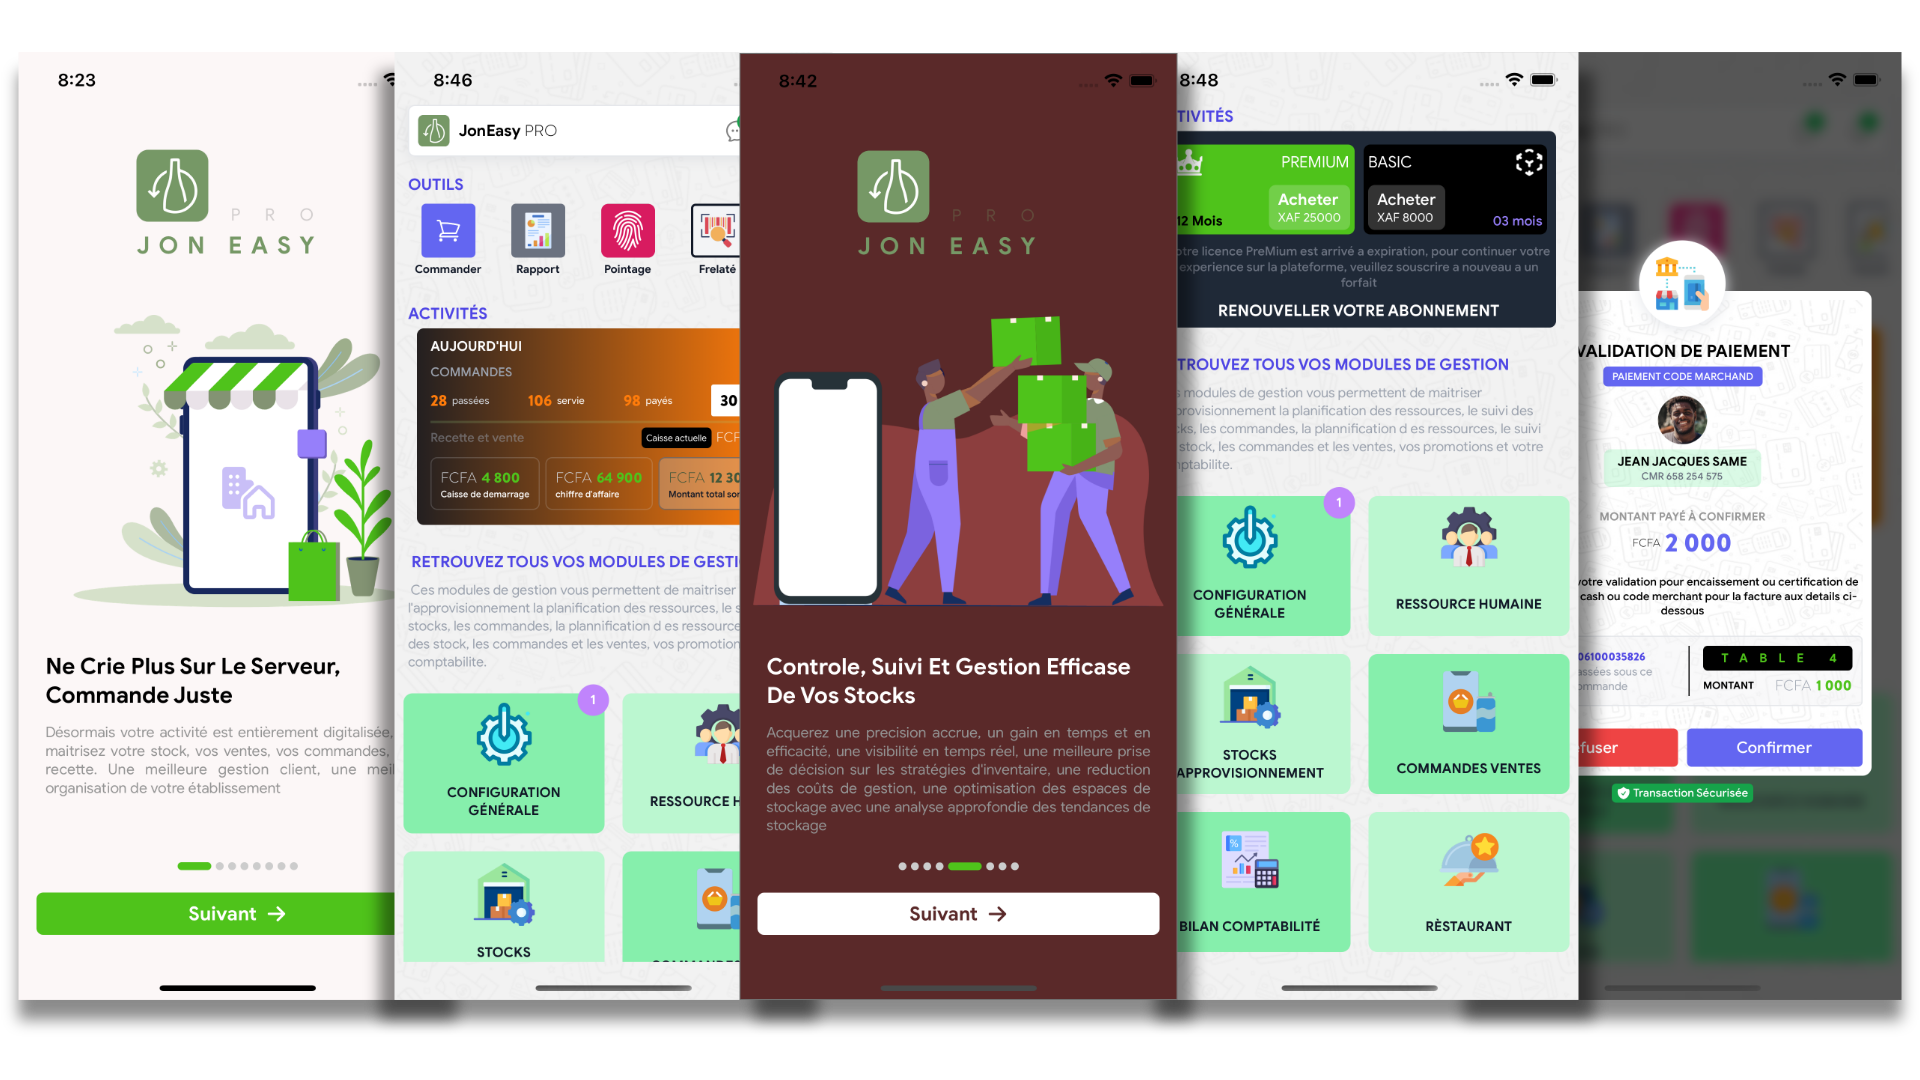 8:23
PRO
JON EASY
Ne Crie Plus Sur Le Serveur,
Commande Juste
Désormais votre activité est entièrement digitalisée,
maitrisez votre stock, vos ventes, vos commandes,
recette. Une meilleure gestion client, une meil
organisation de votre établissement
Suivant →
8:46
JonEasy PRO
OUTILS
Commander
Rapport
Pointage
Frelaté
ACTIVITÉS
AUJOURD'HUI
COMMANDES
28 passées
106 servie
98 payés
30
Recette et vente
Caisse actuelle
FCF
FCFA 4 800
Caisse de demarrage
FCFA 64 900
chiffre d'affaire
FCFA 12 30
Montant total sor
RETROUVEZ TOUS VOS MODULES DE GESTI
Ces modules de gestion vous permettent de maitriser
l'approvisionnement la planification des ressources, le s
stocks, les commandes, la plannification d es ressource
des stock, les commandes et les ventes, vos promotion
comptabilite.
1
CONFIGURATION
GÉNÉRALE
RESSOURCE H
STOCKS
8:42
PRO
JON EASY
Controle, Suivi Et Gestion Efficase
De Vos Stocks
Acquerez une precision accrue, un gain en temps et en
efficacité, une visibilité en temps réel, une meilleure prise
de décision sur les stratégies d'inventaire, une reduction
des coûts de gestion, une optimisation des espaces de
stockage avec une analyse approfondie des tendances de
stockage
Suivant →
8:48
TIVITÉS
PREMIUM
Acheter
XAF 25000
12 Mois
BASIC
Acheter
XAF 8000
03 mois
otre licence PreMium est arrivé a expiration, pour continuer votre
experience sur la plateforme, veuillez souscrire a nouveau a un
forfait
RENOUVELLER VOTRE ABONNEMENT
TROUVEZ TOUS VOS MODULES DE GESTION
s modules de gestion vous permettent de maitriser
provisionnement la planification des ressources, le suivi des
cks, les commandes, la plannification d es ressources, le suivi
stock, les commandes et les ventes, vos promotions et votre
mptabilite.
1
CONFIGURATION
GÉNÉRALE
RESSOURCE HUMAINE
STOCKS
APPROVISIONNEMENT
COMMANDES VENTES
BILAN COMPTABILITÉ
RÈSTAURANT
VALIDATION DE PAIEMENT
PAIEMENT CODE MARCHAND
JEAN JACQUES SAME
CMR 658 254 575
MONTANT PAYÉ À CONFIRMER
FCFA 2 000
votre validation pour encaissement ou certification de
cash ou code merchant pour la facture aux details ci-
dessous
06100035826
assées sous ce
ommande
TABLE 4
MONTANT FCFA 1 000
fuser
Confirmer
Transaction Sécurisée